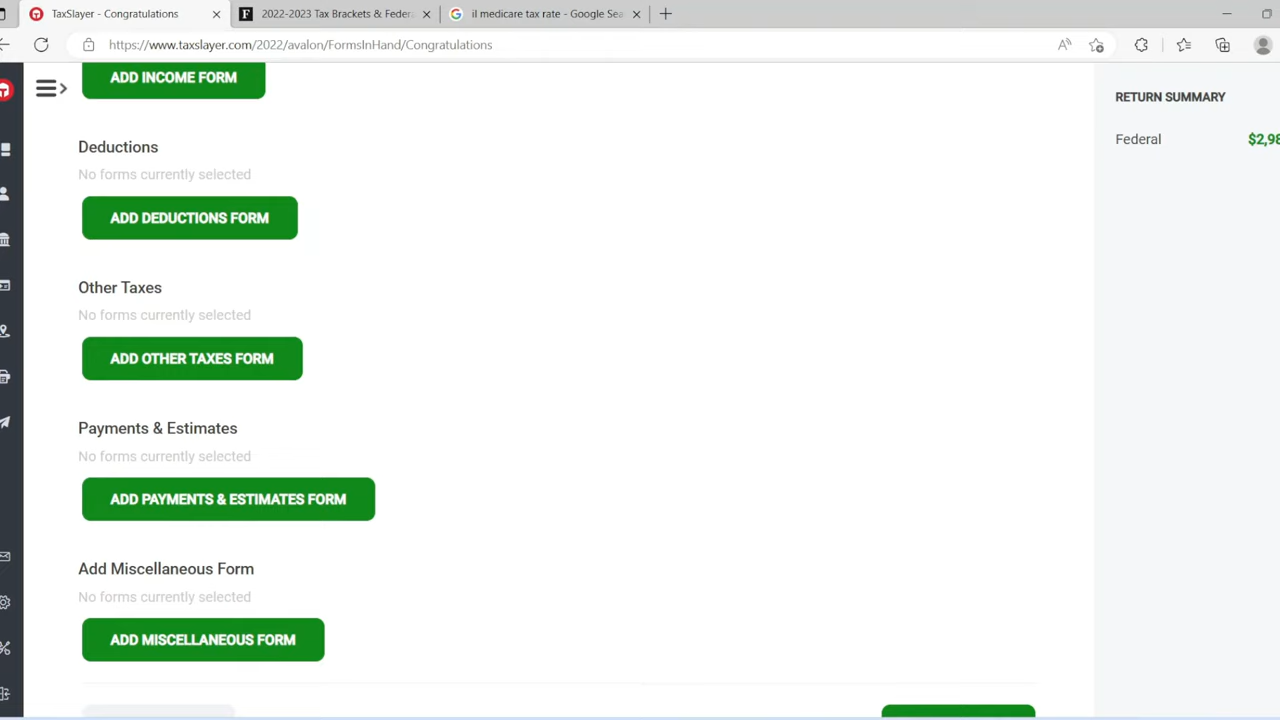 TaxSlayer - Congratulations
2022-2023 Tax Brackets & Federa
il medicare tax rate - Google Sea
https://www.taxslayer.com/2022/avalon/FormsInHand/Congratulations
ADD INCOME FORM
RETURN SUMMARY
Federal
$2,98
Deductions
No forms currently selected
ADD DEDUCTIONS FORM
Other Taxes
No forms currently selected
ADD OTHER TAXES FORM
Payments & Estimates
No forms currently selected
ADD PAYMENTS & ESTIMATES FORM
Add Miscellaneous Form
No forms currently selected
ADD MISCELLANEOUS FORM